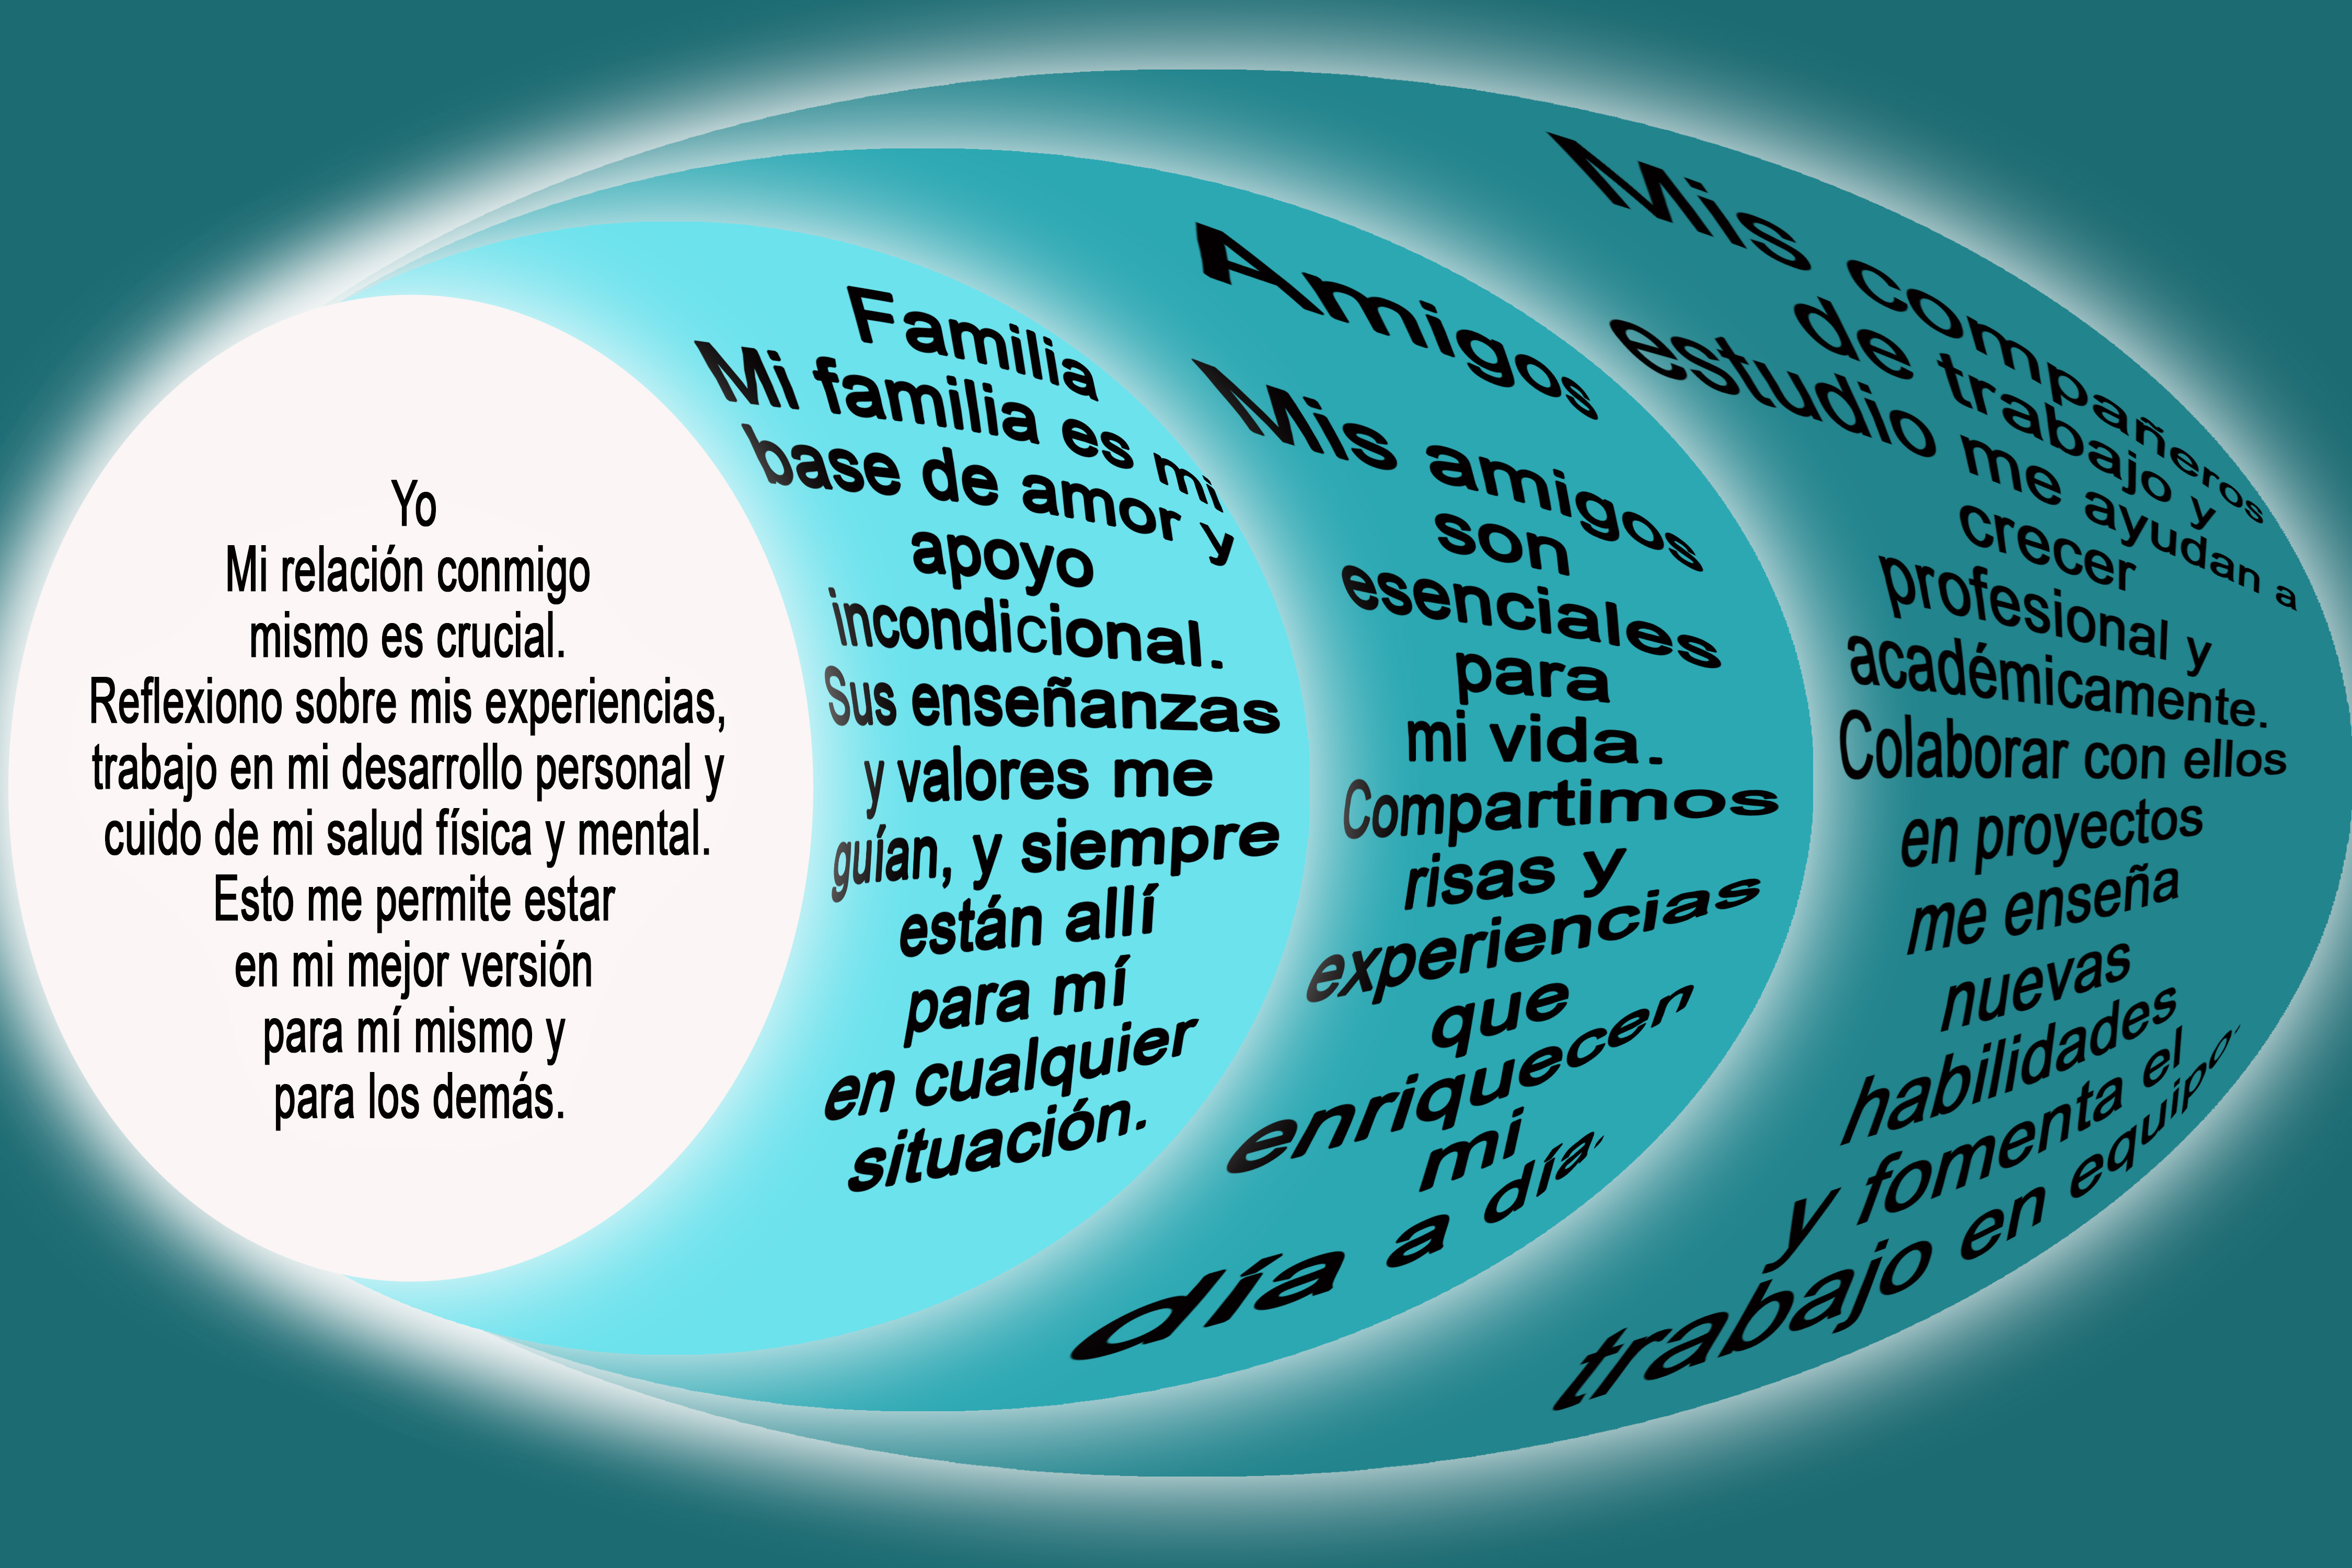 Yo
Mi relación conmigo
mismo es crucial.
Reflexiono sobre mis experiencias,
trabajo en mi desarrollo personal y
cuido de mi salud física y mental.
Esto me permite estar
en mi mejor versión
para mí mismo y
para los demás.
Familia
Mi familia es mi
base de amor y
apoyo
incondicional.
Sus enseñanzas
y valores me
guían, y siempre
están allí
para mí
en cualquier
situación.
Amigos
Mis amigos
son
esenciales
para
mi vida.
Compartimos
risas y
experiencias
que
enriquecen
mi
día a día.
Mis compañeros
de trabajo y
estudio me ayudan a
crecer
profesional y
académicamente.
Colaborar con ellos
en proyectos
me enseña
nuevas
habilidades
y fomenta el
trabajo en equipo.